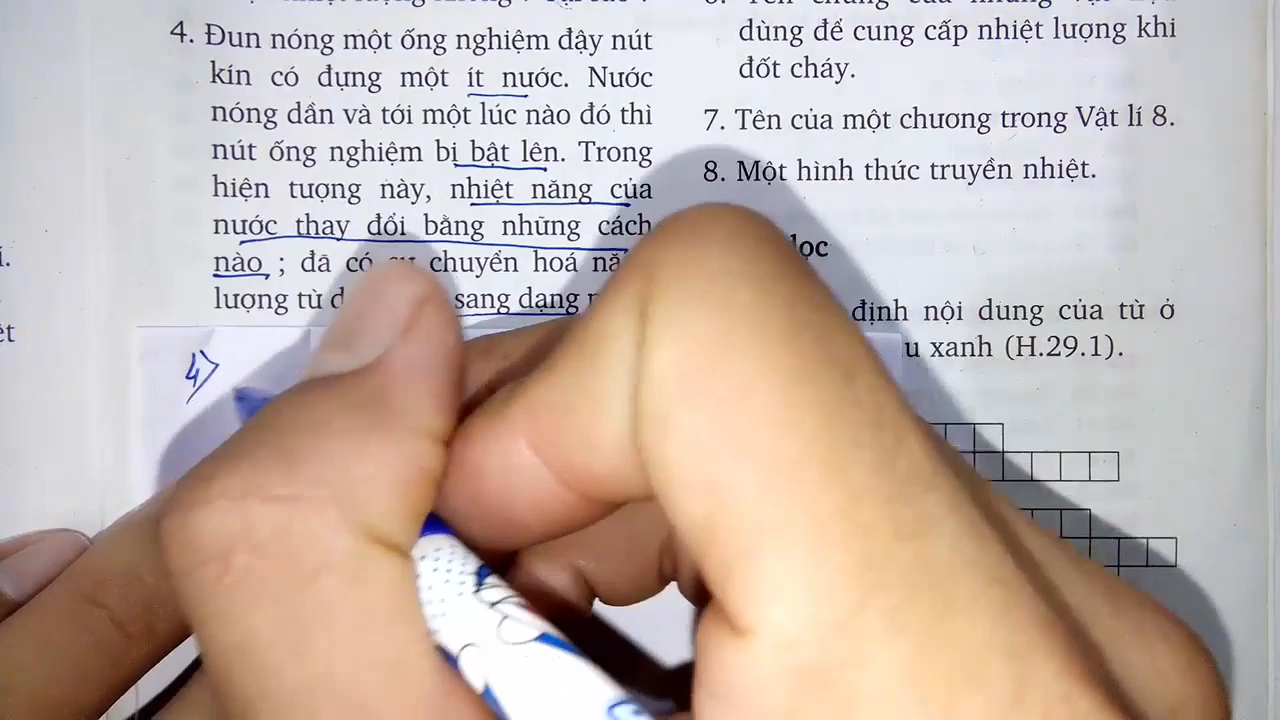 4. Đun nóng một ống nghiệm đậy nút
kín có đựng một ít nước. Nước
nóng dần và tới một lúc nào đó thì
nút ống nghiệm bị bật lên. Trong
hiện tượng này, nhiệt năng của
nước thay đổi bằng những cách
nào ; đã có chuyển hoá
lượng từ sang dạng
4)
dùng để cung cấp nhiệt lượng khi
đốt cháy.
7. Tên của một chương trong Vật lí 8.
8. Một hình thức truyền nhiệt.
định nội dung của từ ở
xanh (H.29.1).